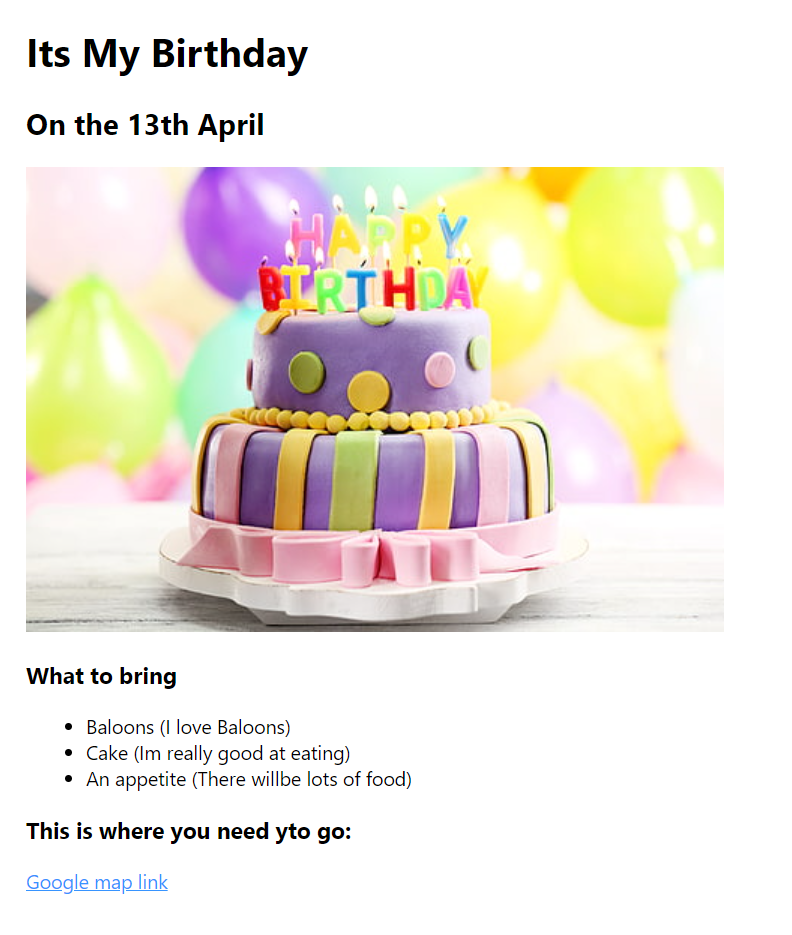 Its My Birthday
On the 13th April
HAPPY
BIRTHDAY
What to bring
Baloons (I love Baloons)
Cake (Im really good at eating)
An appetite (There willbe lots of food)
This is where you need yto go:
Google map link